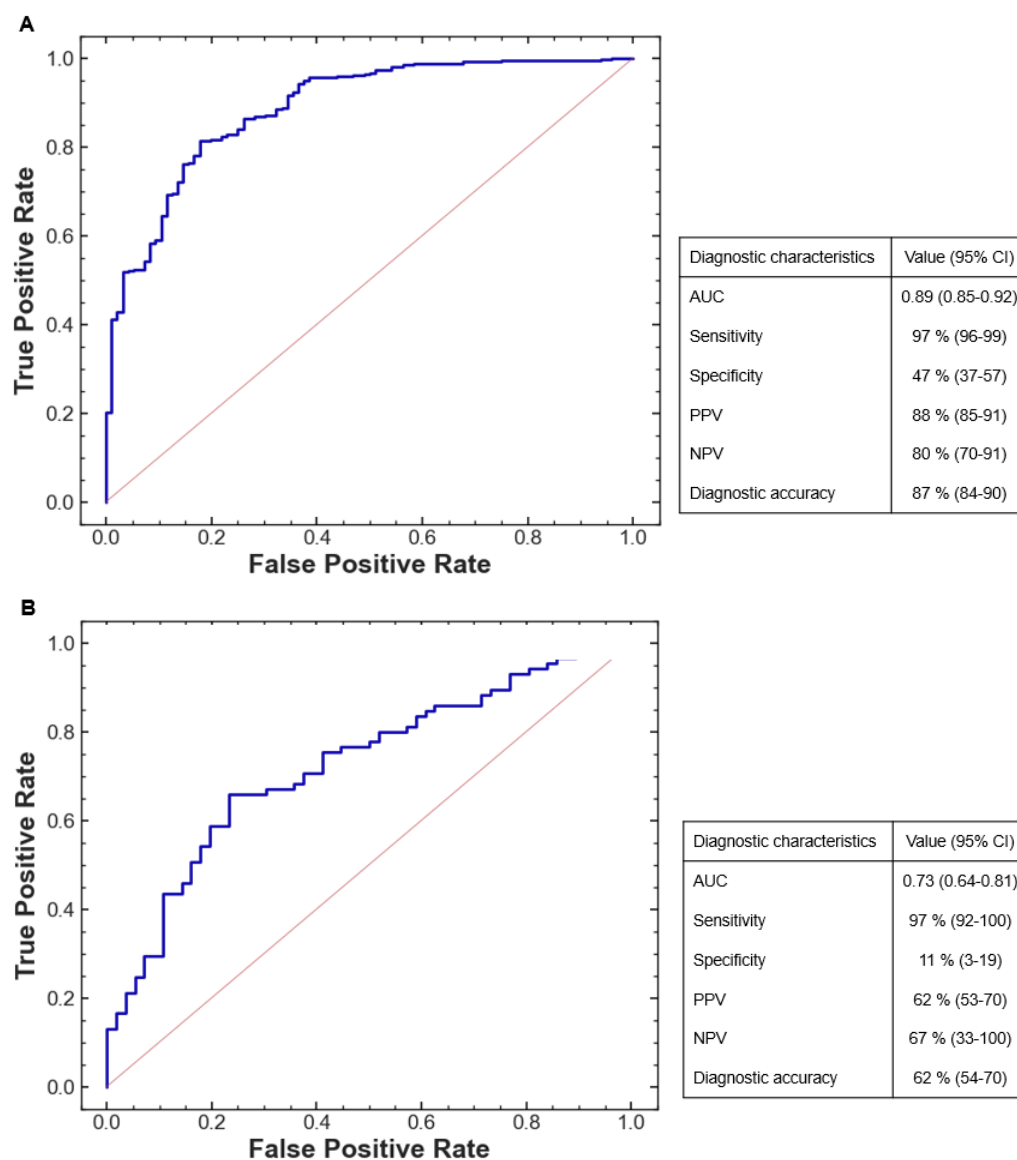 A
1.0
0.8
0.6
0.4
0.2
0.0
True Positive Rate
0.0 0.2 0.4 0.6 0.8 1.0
False Positive Rate
Diagnostic characteristics Value (95% CI)
AUC 0.89 (0.85-0.92)
Sensitivity 97 % (96-99)
Specificity 47 % (37-57)
PPV 88 % (85-91)
NPV 80 % (70-91)
Diagnostic accuracy 87 % (84-90)
B
1.0
0.8
0.6
0.4
0.2
0.0
True Positive Rate
0.0 0.2 0.4 0.6 0.8 1.0
False Positive Rate
Diagnostic characteristics Value (95% CI)
AUC 0.73 (0.64-0.81)
Sensitivity 97 % (92-100)
Specificity 11 % (3-19)
PPV 62 % (53-70)
NPV 67 % (33-100)
Diagnostic accuracy 62 % (54-70)